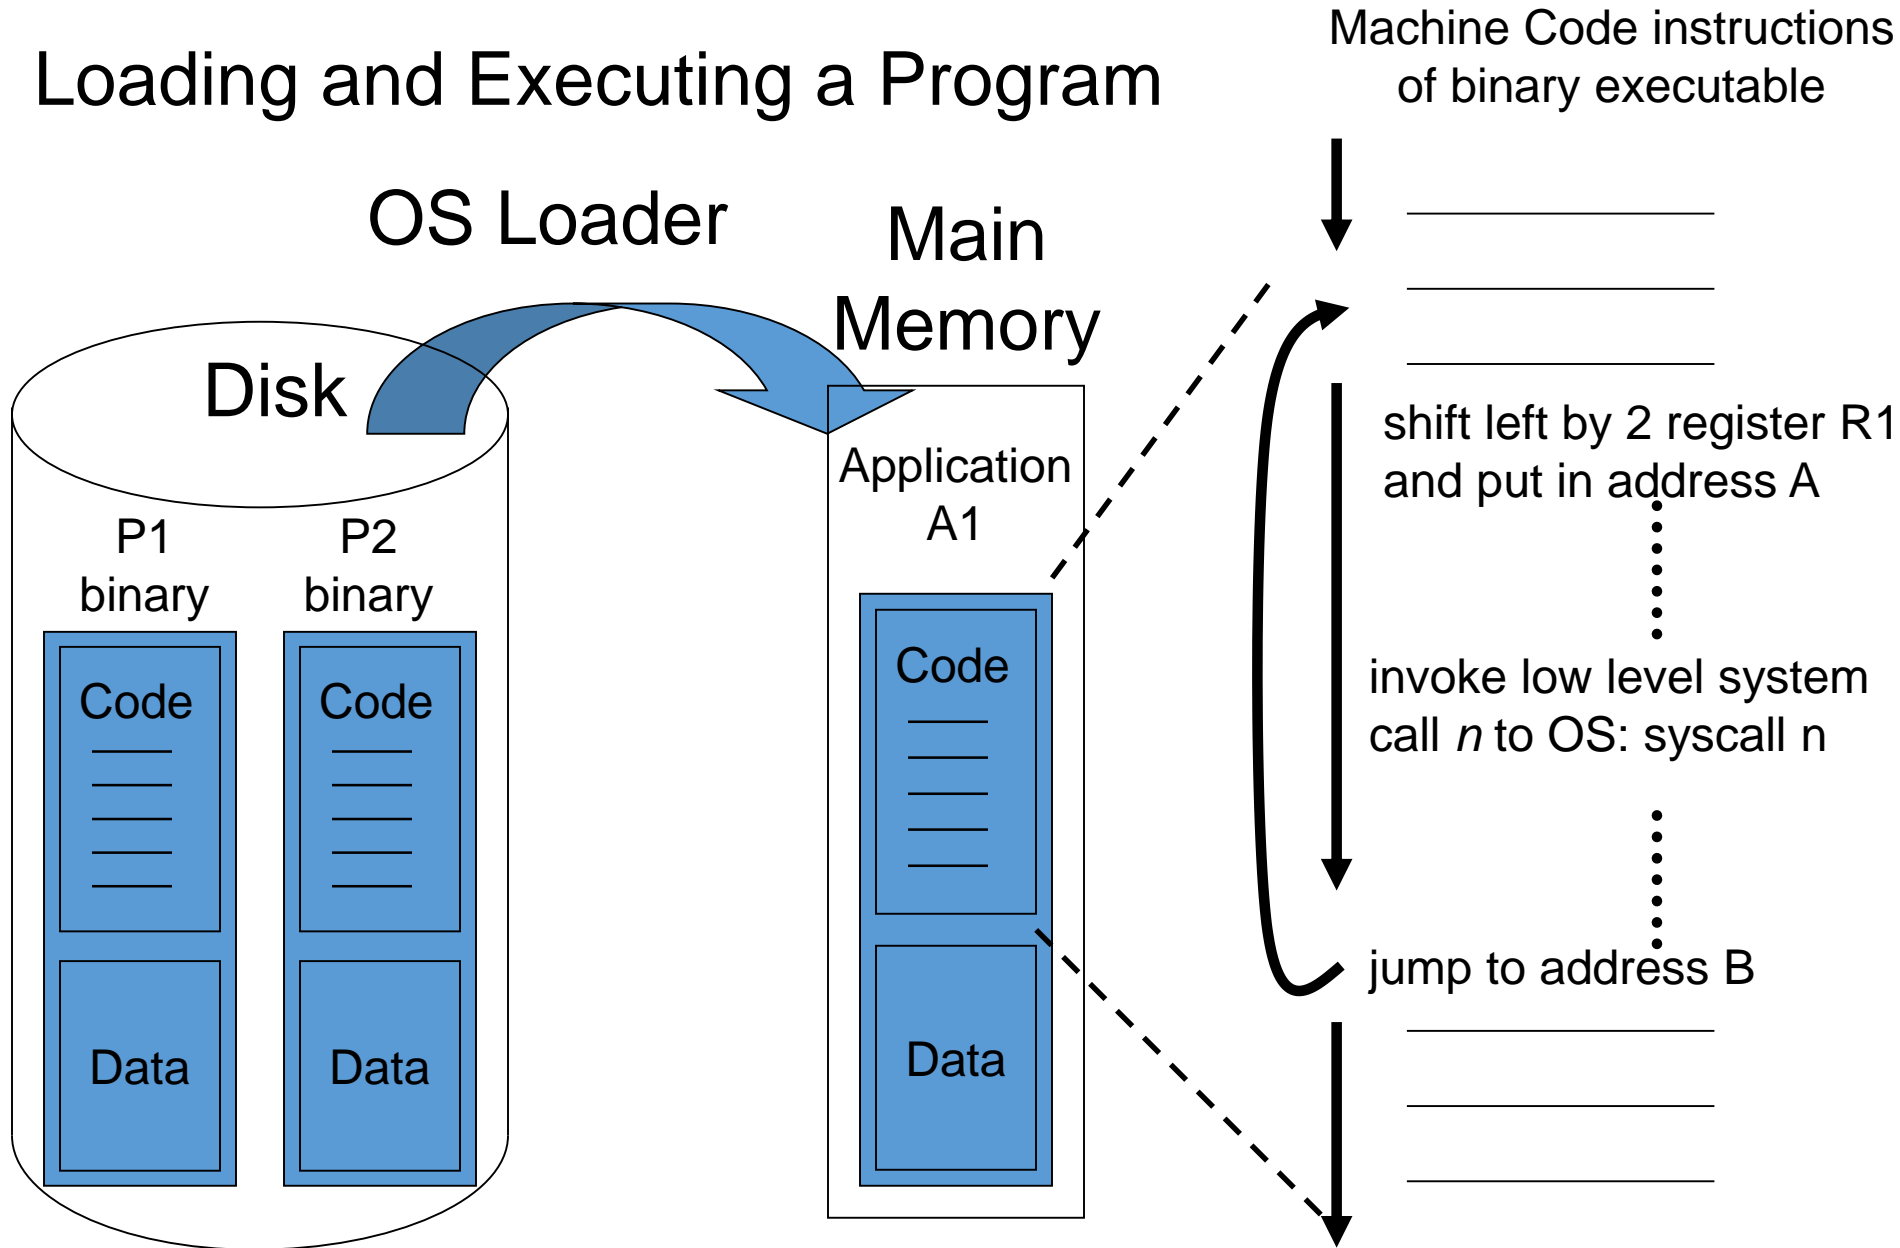 Loading and Executing a Program
Machine Code instructions
of binary executable
OS Loader
Main
Memory
Disk
P1
binary
P2
binary
Code
Code
Data
Data
Application
A1
Code
Data
shift left by 2 register R1
and put in address A
invoke low level system
call n to OS: syscall n
jump to address B